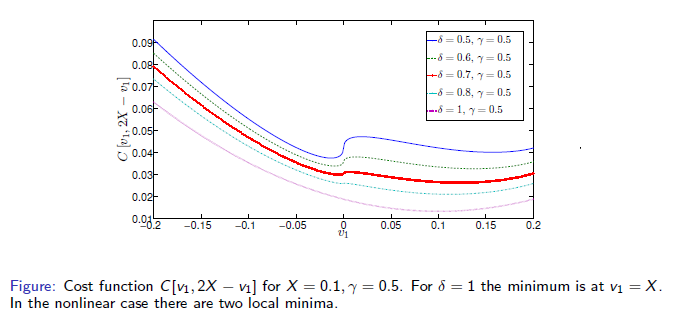 0.09
0.08
0.07
0.06
0.05
0.04
0.03
0.02
0.01
C [v₁, 2X − v₁]
δ = 0.5, γ = 0.5
δ = 0.6, γ = 0.5
δ = 0.7, γ = 0.5
δ = 0.8, γ = 0.5
δ = 1, γ = 0.5
−0.2 −0.15 −0.1 −0.05 0 0.05 0.1 0.15 0.2
v₁
Figure: Cost function C[v₁, 2X − v₁] for X = 0.1, γ = 0.5. For δ = 1 the minimum is at v₁ = X.
In the nonlinear case there are two local minima.